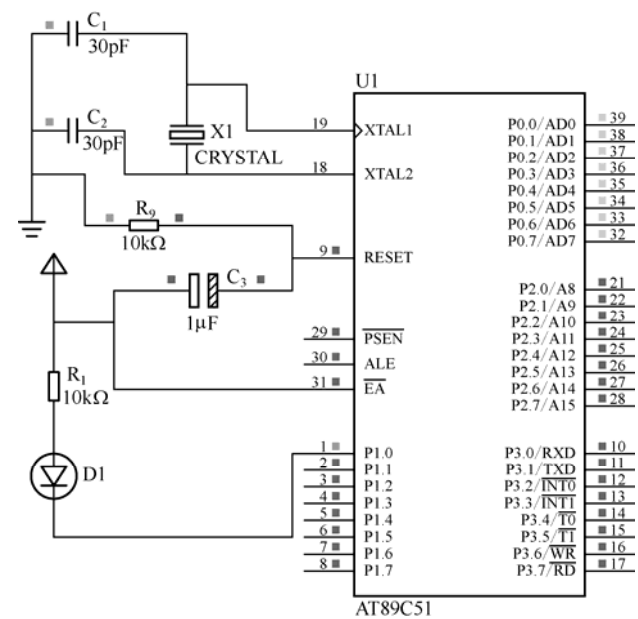 C1
30pF
C2
30pF
X1
CRYSTAL
R9
10kΩ
C3
1μF
R1
10kΩ
D1
U1
19 XTAL1
18 XTAL2
9 RESET
29 PSEN
30 ALE
31 EA
1 P1.0
2 P1.1
3 P1.2
4 P1.3
5 P1.4
6 P1.5
7 P1.6
8 P1.7
P0.0/AD0 39
P0.1/AD1 38
P0.2/AD2 37
P0.3/AD3 36
P0.4/AD4 35
P0.5/AD5 34
P0.6/AD6 33
P0.7/AD7 32
P2.0/A8 21
P2.1/A9 22
P2.2/A10 23
P2.3/A11 24
P2.4/A12 25
P2.5/A13 26
P2.6/A14 27
P2.7/A15 28
P3.0/RXD 10
P3.1/TXD 11
P3.2/INT0 12
P3.3/INT1 13
P3.4/T0 14
P3.5/T1 15
P3.6/WR 16
P3.7/RD 17
AT89C51